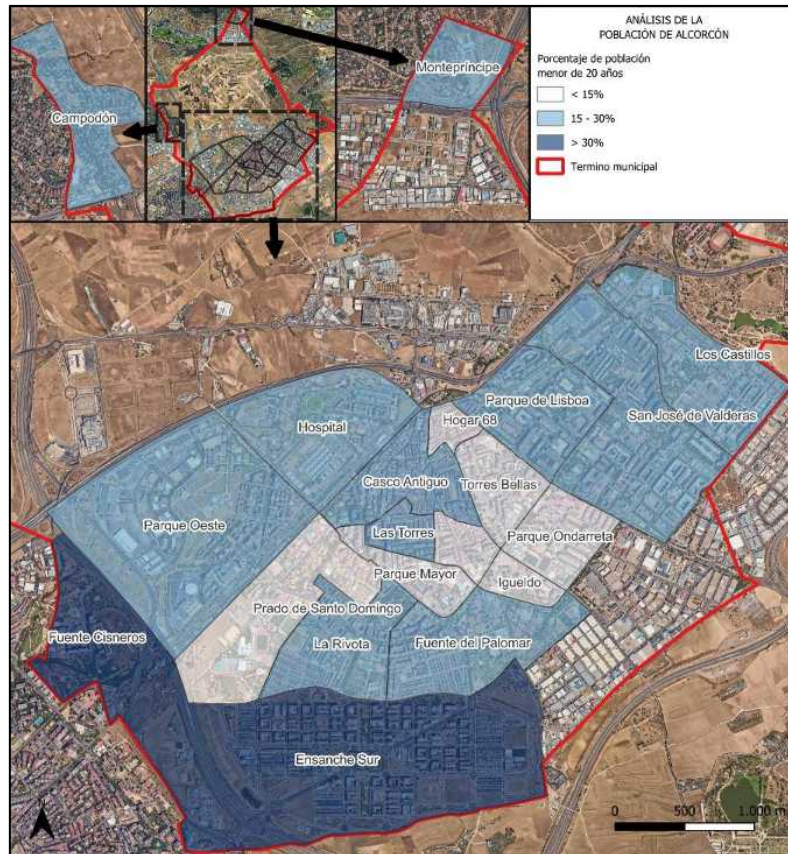 ANÁLISIS DE LA
POBLACIÓN DE ALCORCÓN
Porcentaje de población
menor de 20 años
< 15%
15 - 30%
> 30%
Termino municipal
Campodón
Montepríncipe
Los Castillos
Parque de Lisboa
San José de Valderas
Hogar 68
Hospital
Casco Antiguo
Torres Bellas
Parque Oeste
Las Torres
Parque Ondarreta
Parque Mayor
Igueldo
Prado de Santo Domingo
Fuente Cisneros
La Rivota
Fuente del Palomar
Ensanche Sur
0 500 1.000 m